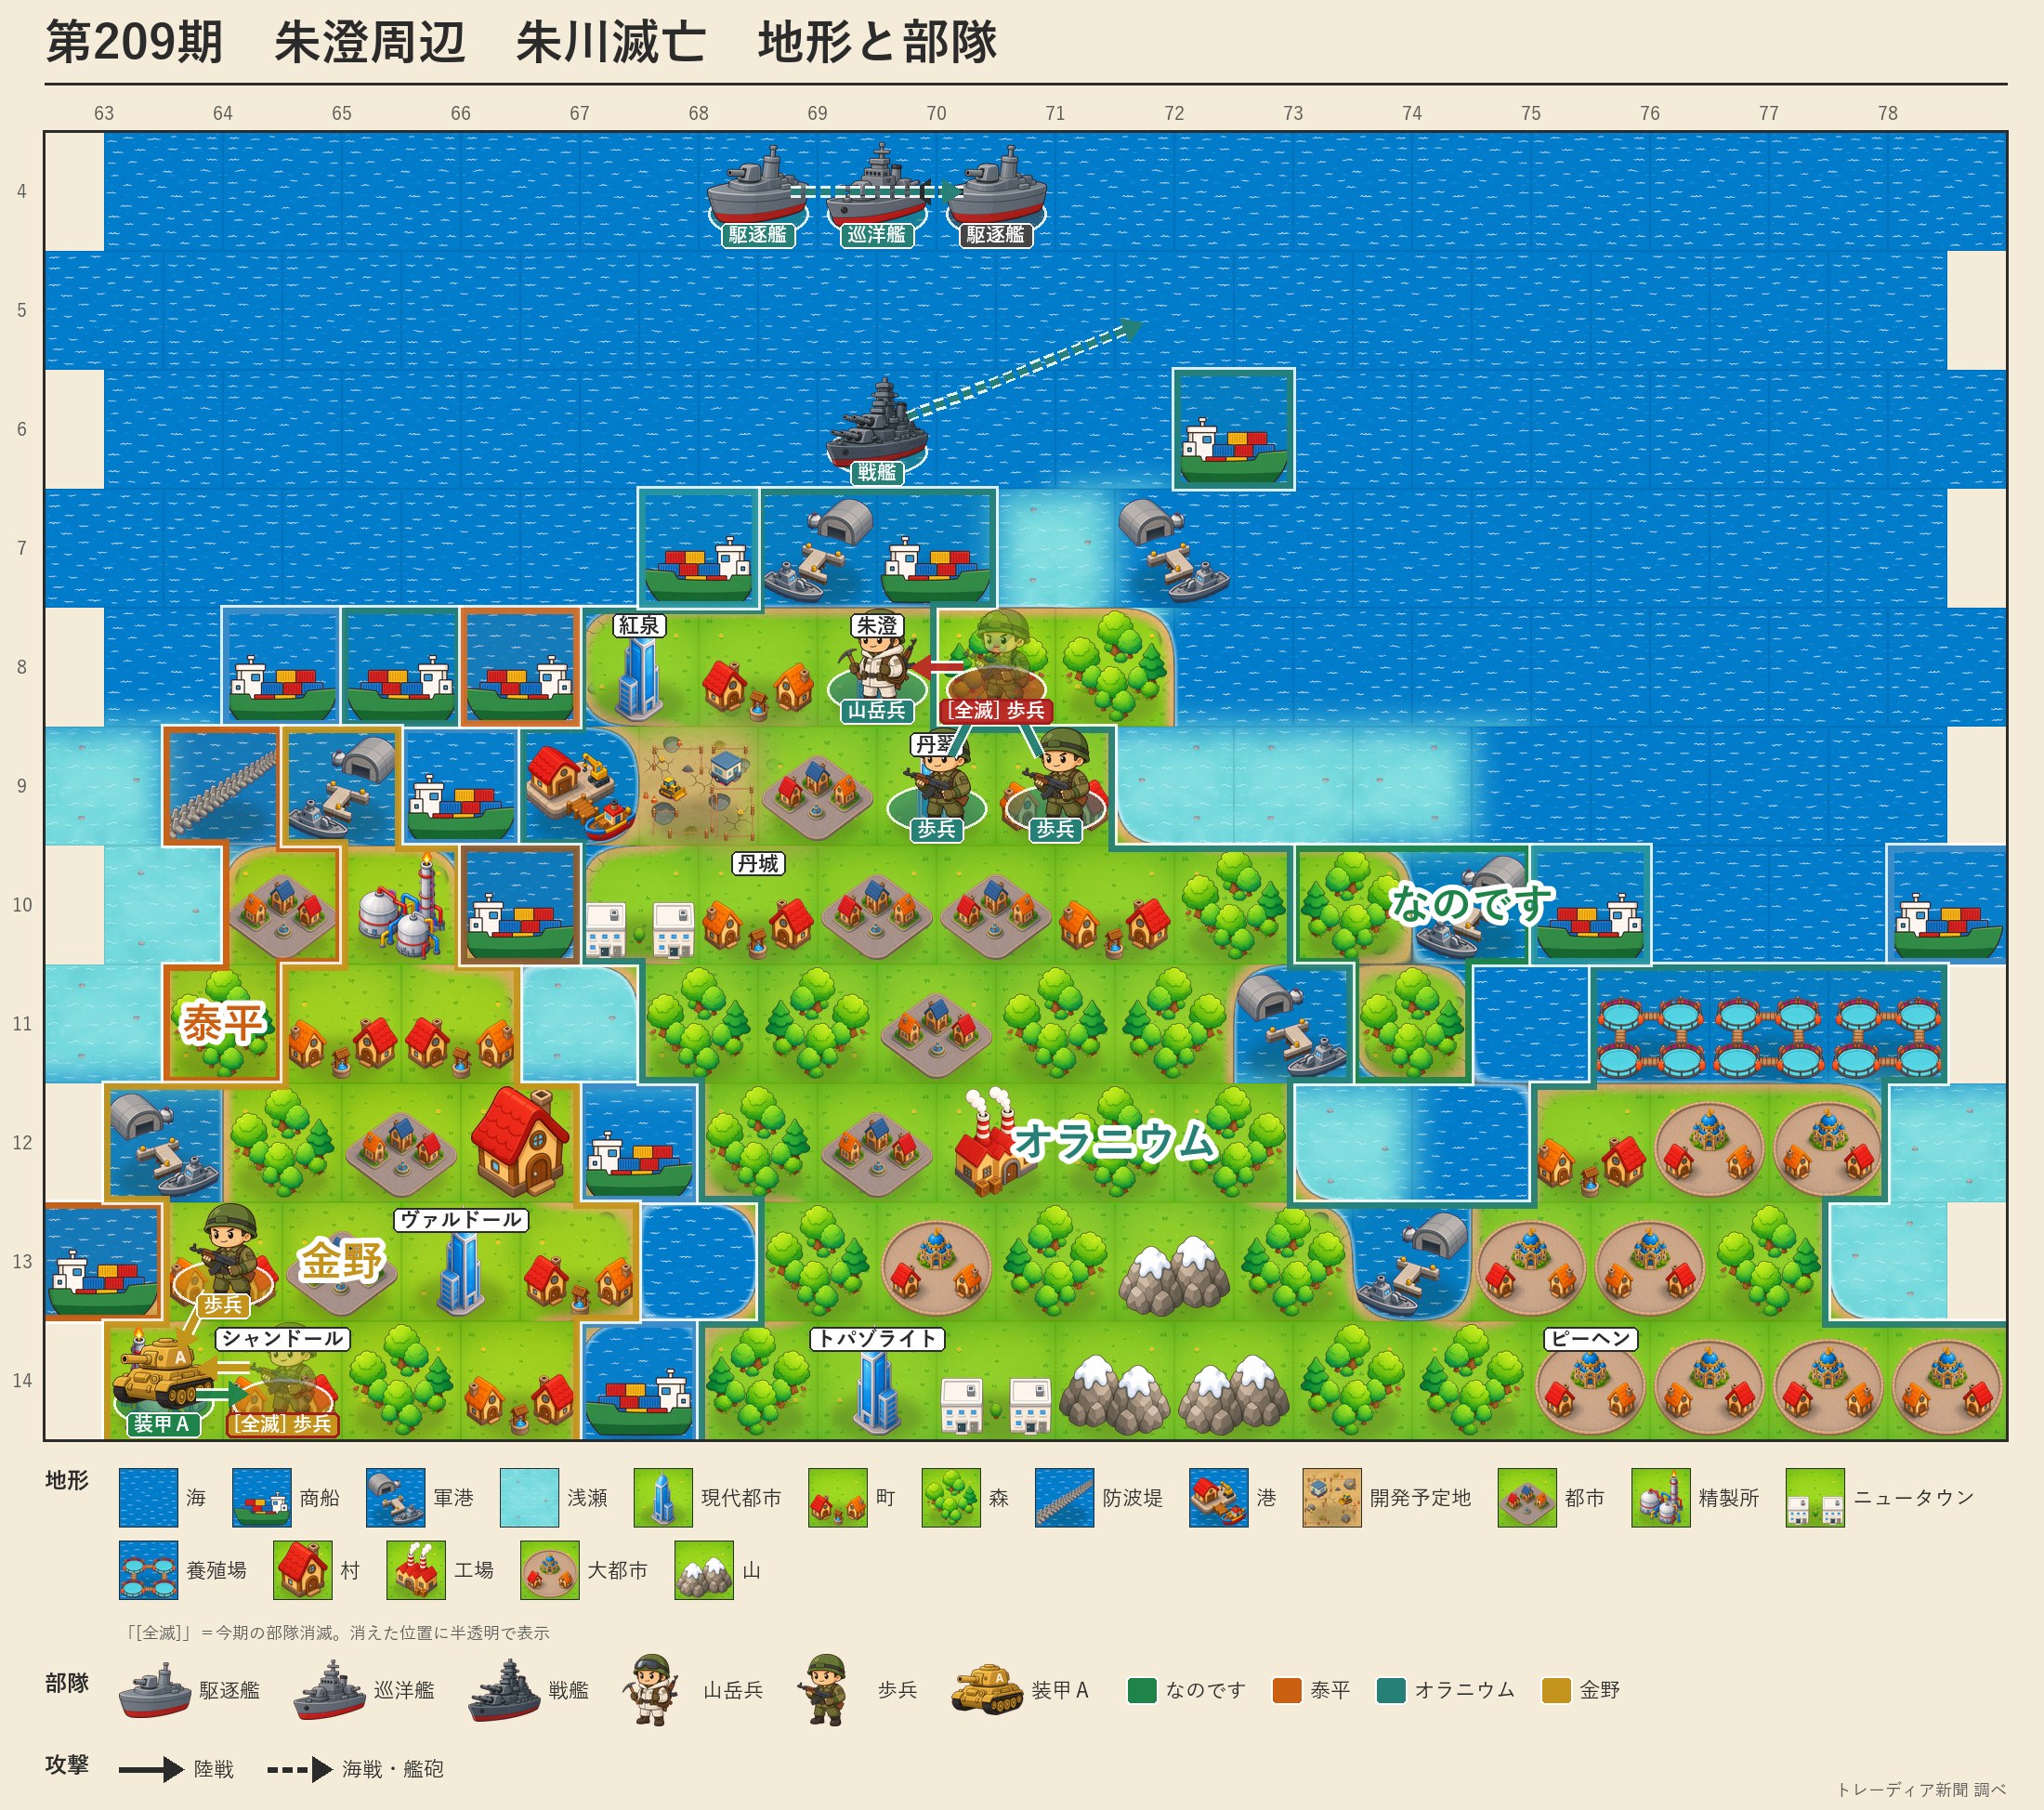 第209期　朱澄周辺　朱川滅亡　地形と部隊
63 64 65 66 67 68 69 70 71 72 73 74 75 76 77 78
4
駆逐艦 巡洋艦 駆逐艦
5
6
戦艦
7
紅泉 朱澄
8
山岳兵 [全滅] 歩兵
丹翠
9
歩兵 歩兵
丹城
10
なのです
11
泰平
12
オラニウム
ヴァルドール
13
金野
歩兵
シャンドール トパゾライト ピーヘン
A
14
装甲A [全滅] 歩兵
地形 海 商船 軍港 浅瀬 現代都市 町 森 防波堤 港 開発予定地 都市 精製所 ニュータウン
養殖場 村 工場 大都市 山
「[全滅]」＝今期の部隊消滅。消えた位置に半透明で表示
部隊 駆逐艦 巡洋艦 戦艦 山岳兵 歩兵 A 装甲A なのです 泰平 オラニウム 金野
攻撃 陸戦 海戦・艦砲
トレーディア新聞 調べ